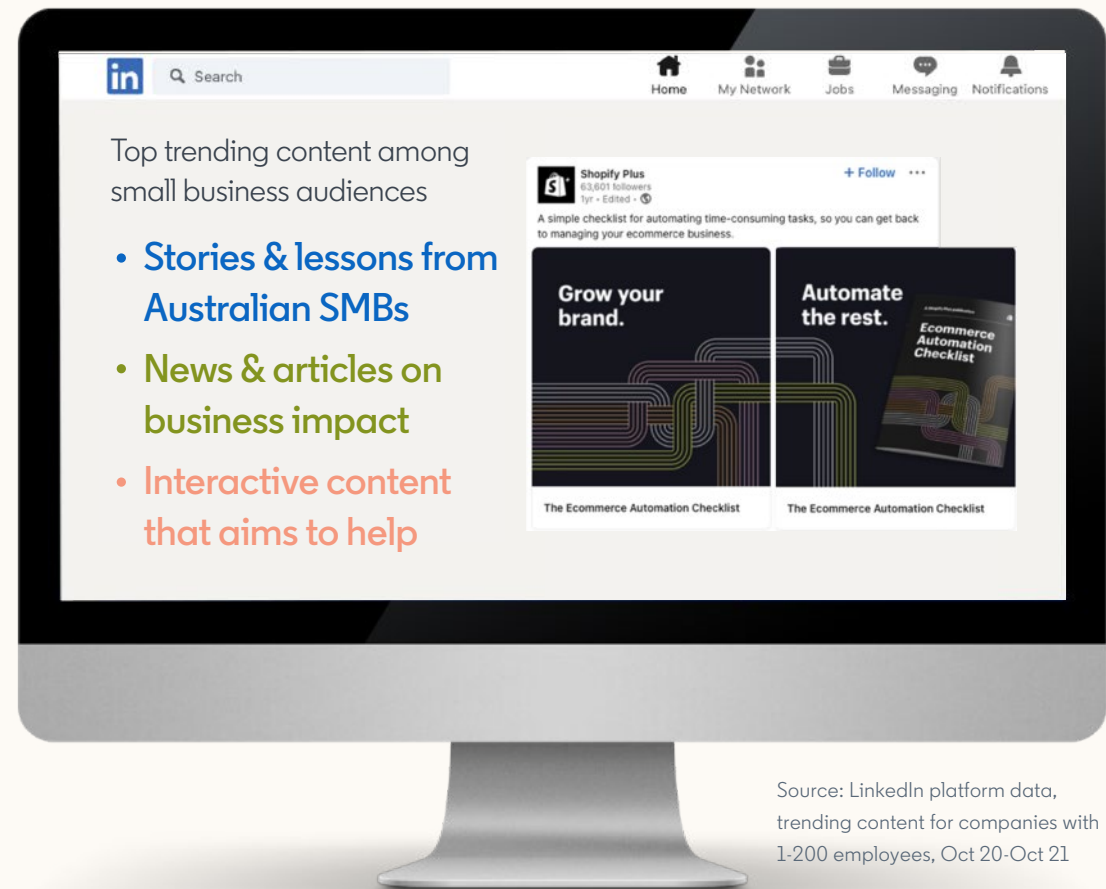 in
Search
Home
My Network
Jobs
Messaging
Notifications
Top trending content among
small business audiences
• Stories & lessons from
Australian SMBs
• News & articles on
business impact
• Interactive content
that aims to help
Shopify Plus
63,601 followers
1yr • Edited •
+ Follow ...
A simple checklist for automating time-consuming tasks, so you can get back
to managing your ecommerce business.
Grow your
brand.
The Ecommerce Automation Checklist
Automate
the rest.
A Shopify Plus publication
Ecommerce
Automation
Checklist
The Ecommerce Automation Checklist
Source: LinkedIn platform data,
trending content for companies with
1-200 employees, Oct 20-Oct 21